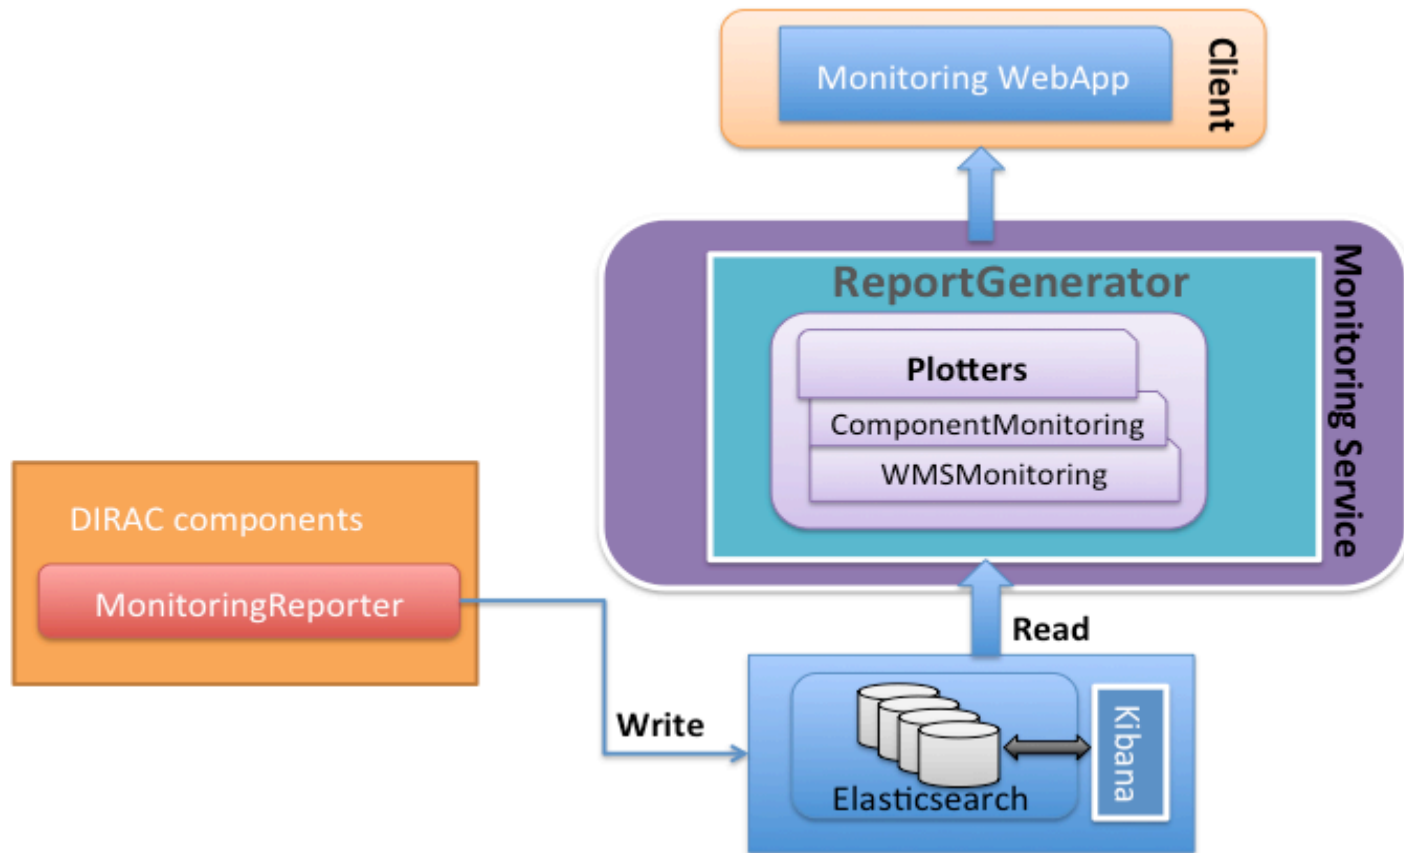 Monitoring WebApp
Client
ReportGenerator
Monitoring Service
Plotters
ComponentMonitoring
WMSMonitoring
DIRAC components
MonitoringReporter
Read
Write
Elasticsearch
Kibana